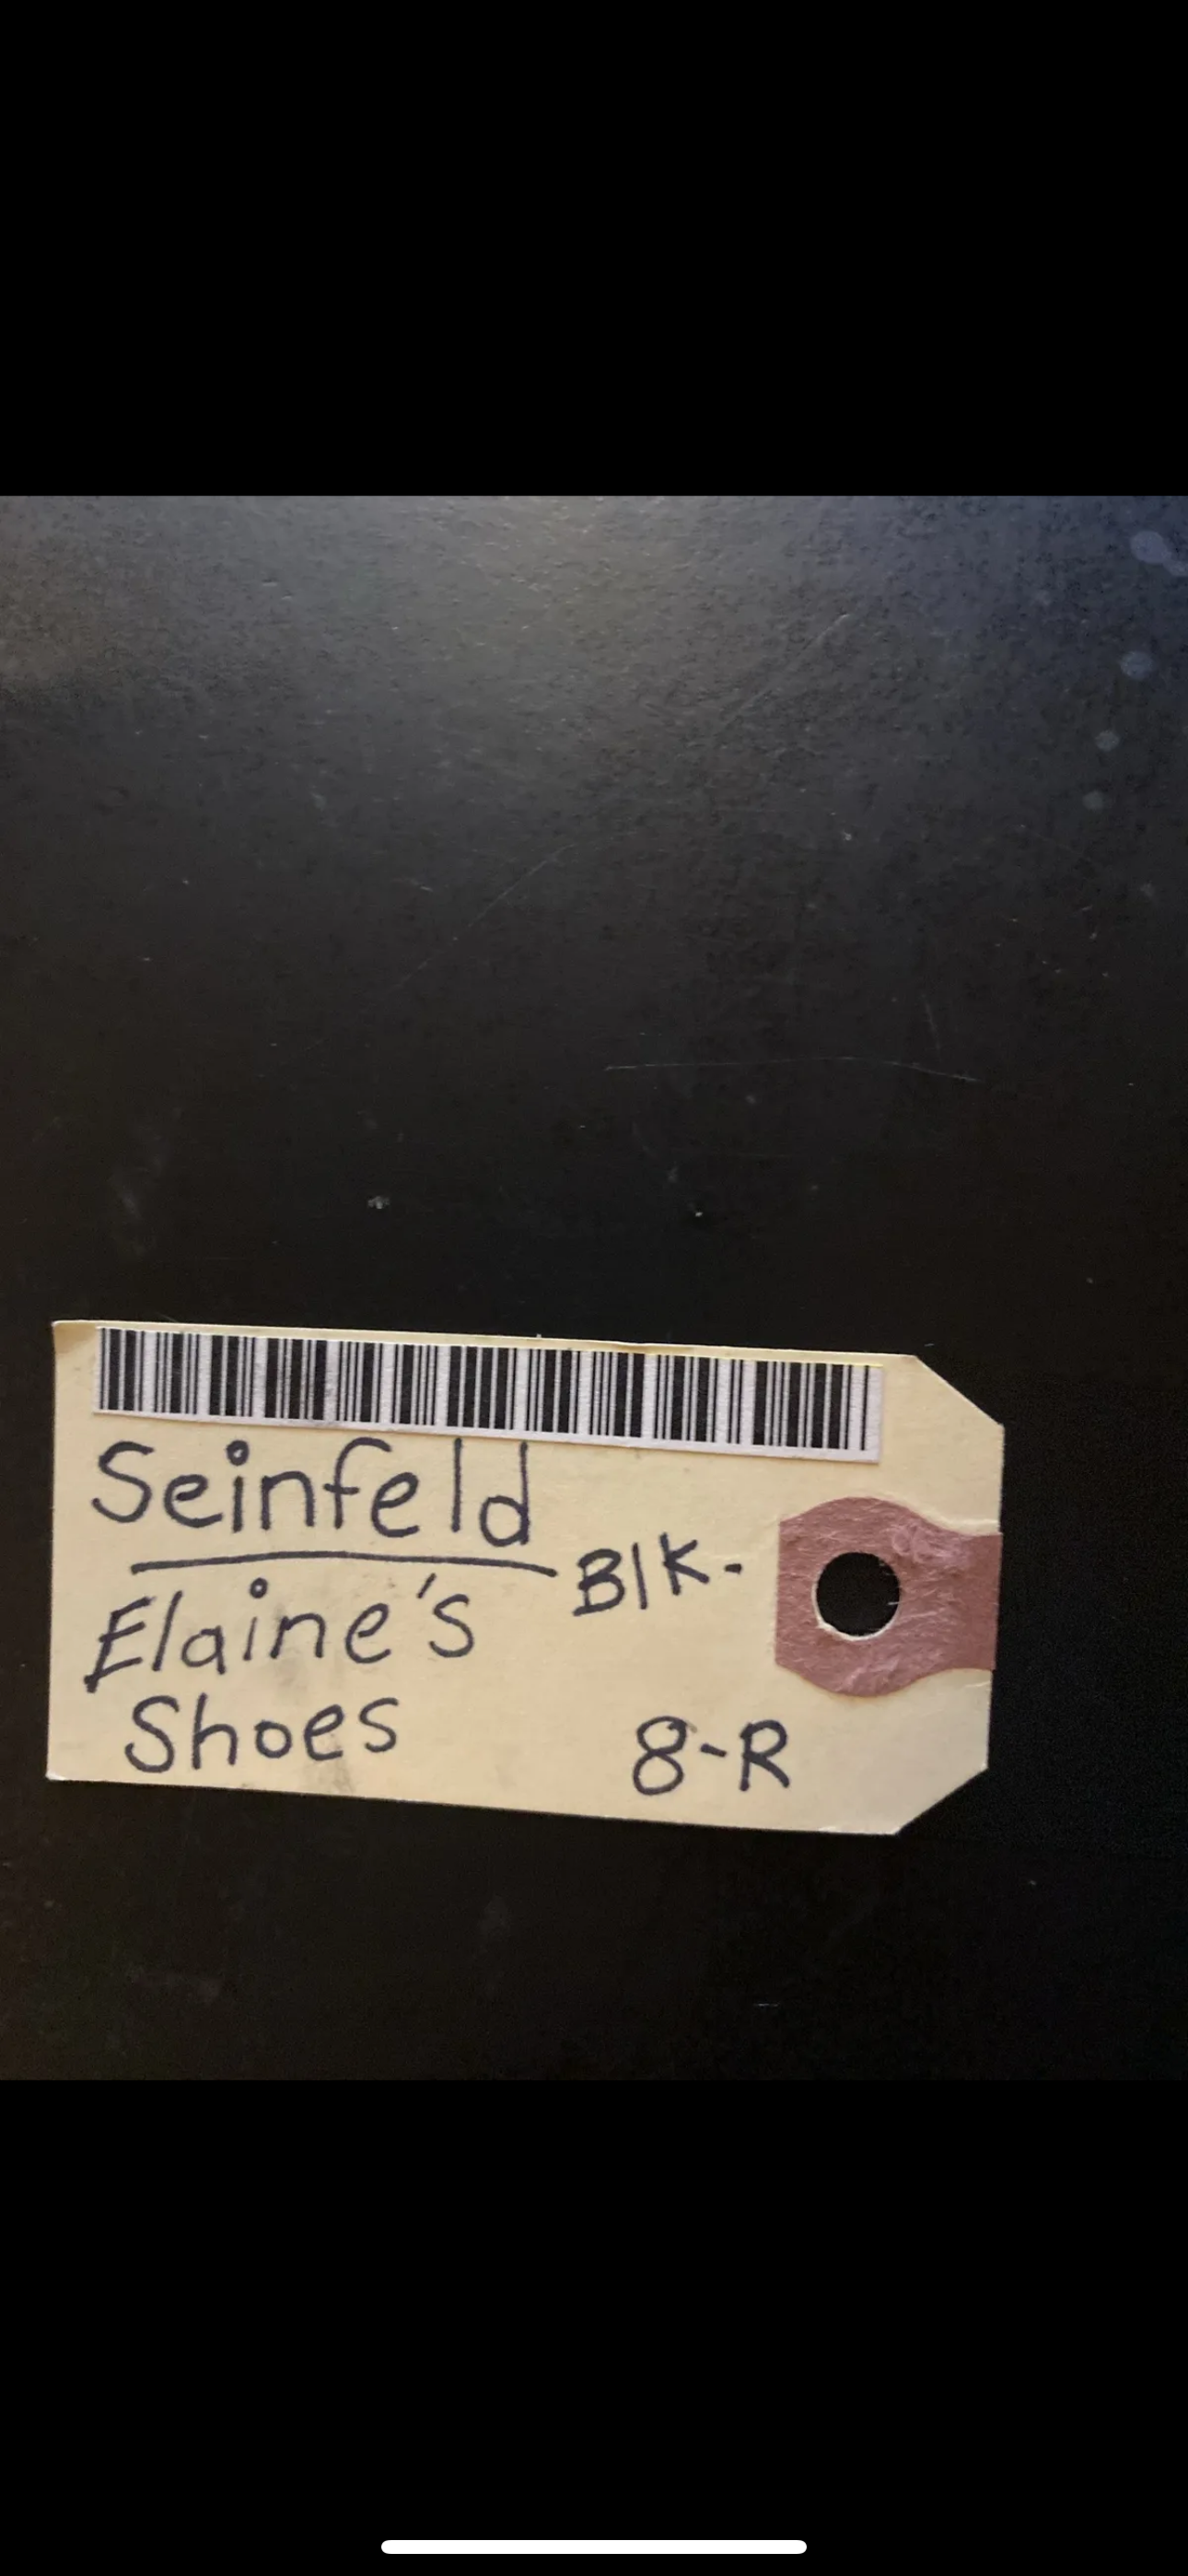 Seinfeld
Blk.
Elaine's
Shoes
8-R